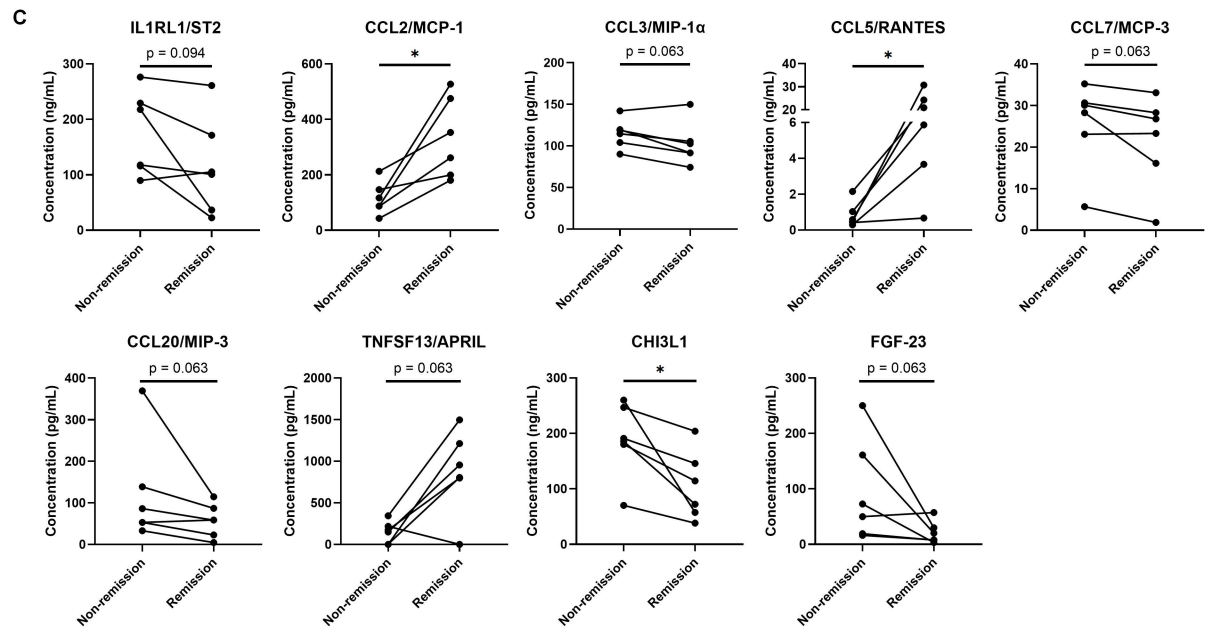 C
IL1RL1/ST2
p = 0.094
Concentration (ng/mL)
300
200
100
0
Non-remission
Remission
CCL2/MCP-1
*
Concentration (pg/mL)
600
400
200
0
Non-remission
Remission
CCL3/MIP-1α
p = 0.063
Concentration (pg/mL)
200
150
100
50
0
Non-remission
Remission
CCL5/RANTES
*
Concentration (ng/mL)
40
30
20
6
4
2
0
Non-remission
Remission
CCL7/MCP-3
p = 0.063
Concentration (pg/mL)
40
30
20
10
0
Non-remission
Remission
CCL20/MIP-3
p = 0.063
Concentration (pg/mL)
400
300
200
100
0
Non-remission
Remission
TNFSF13/APRIL
p = 0.063
Concentration (pg/mL)
2000
1500
1000
500
0
Non-remission
Remission
CHI3L1
*
Concentration (ng/mL)
300
200
100
0
Non-remission
Remission
FGF-23
p = 0.063
Concentration (pg/mL)
300
200
100
0
Non-remission
Remission